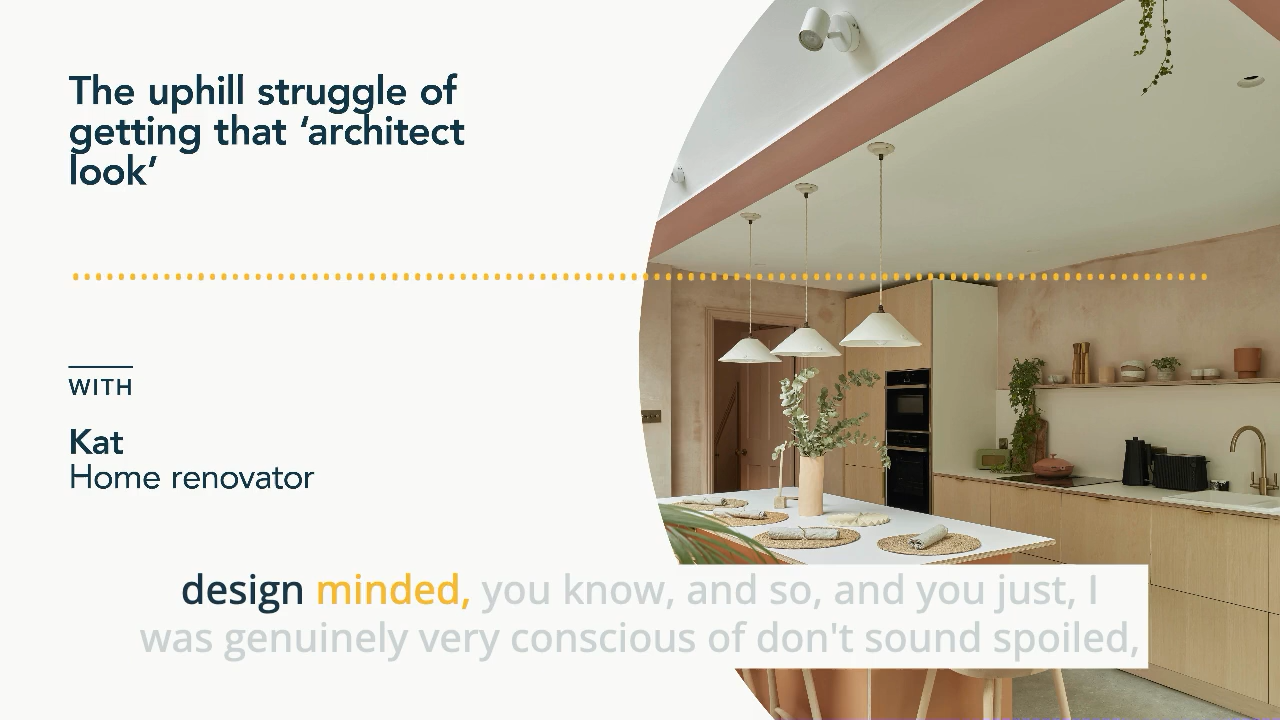 The uphill struggle of
getting that ‘architect
look’
WITH
Kat
Home renovator
design minded, you know, and so, and you just, I
was genuinely very conscious of don't sound spoiled,